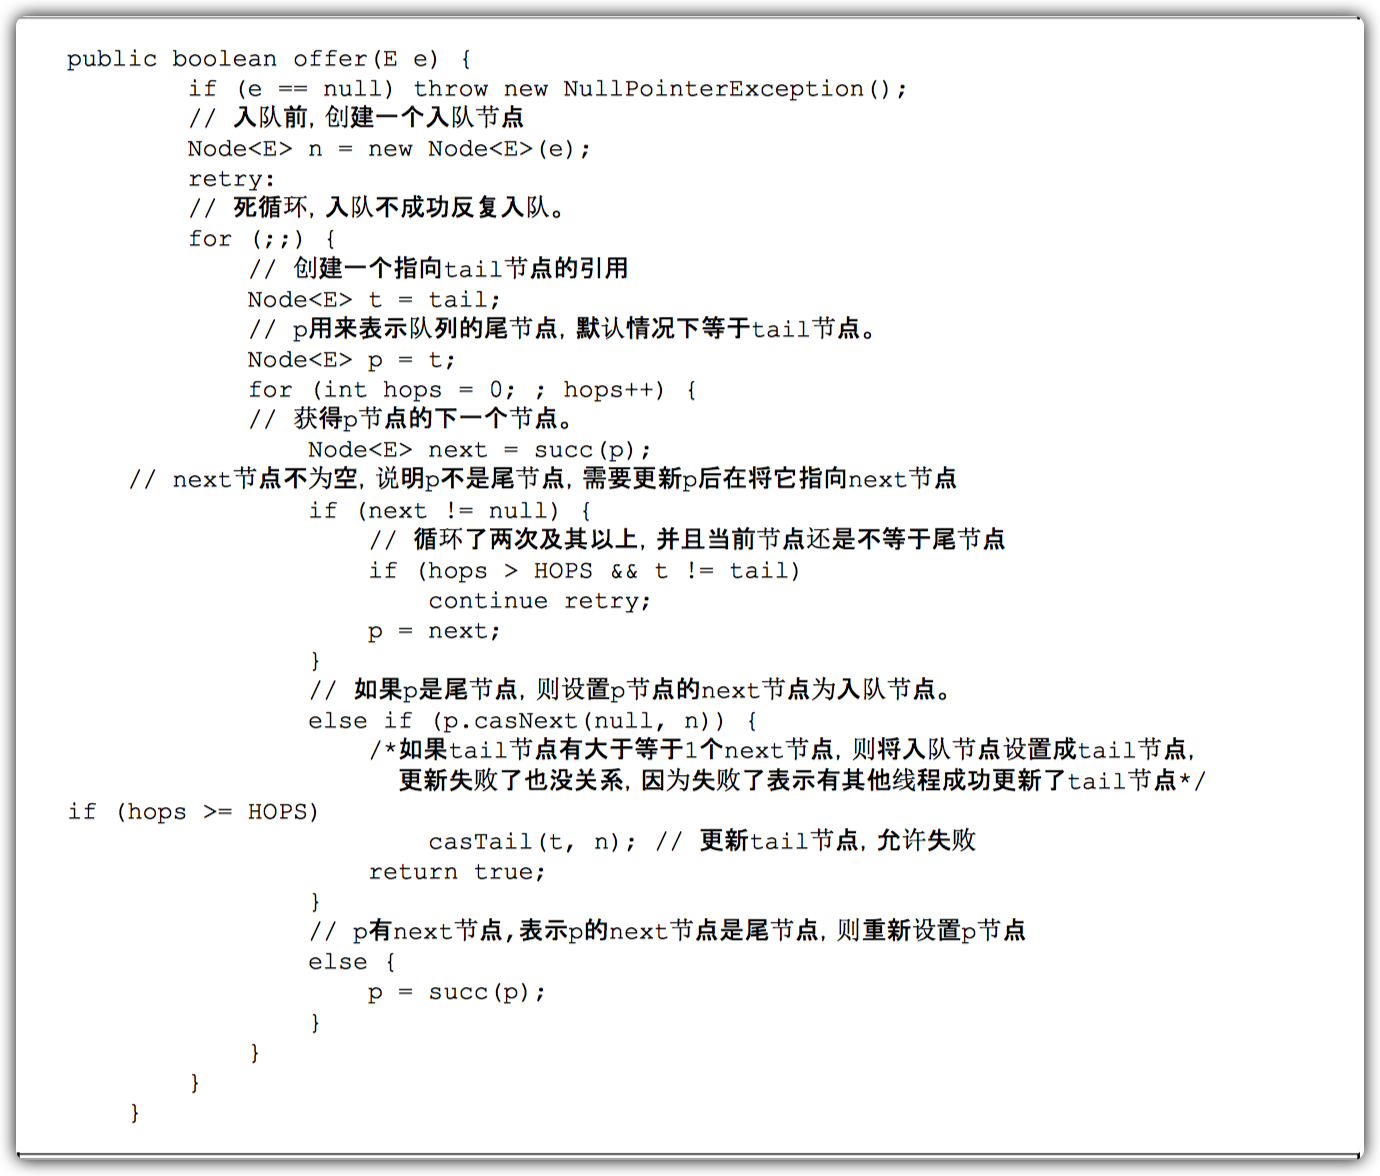 public boolean offer(E e) {
if (e == null) throw new NullPointerException();
// 入队前, 创建一个入队节点
Node<E> n = new Node<E>(e);
retry:
// 死循环, 入队不成功反复入队。
for (;;) {
// 创建一个指向tail节点的引用
Node<E> t = tail;
// p用来表示队列的尾节点, 默认情况下等于tail节点。
Node<E> p = t;
for (int hops = 0; ; hops++) {
// 获得p节点的下一个节点。
Node<E> next = succ(p);
// next节点不为空, 说明p不是尾节点, 需要更新p后在将它指向next节点
if (next != null) {
// 循环了两次及其以上, 并且当前节点还是不等于尾节点
if (hops > HOPS && t != tail)
continue retry;
p = next;
}
// 如果p是尾节点, 则设置p节点的next节点为入队节点。
else if (p.casNext(null, n)) {
/*如果tail节点有大于等于1个next节点, 则将入队节点设置成tail节点,
更新失败了也没关系, 因为失败了表示有其他线程成功更新了tail节点*/
if (hops >= HOPS)
casTail(t, n); // 更新tail节点, 允许失败
return true;
}
// p有next节点,表示p的next节点是尾节点, 则重新设置p节点
else {
p = succ(p);
}
}
}
}